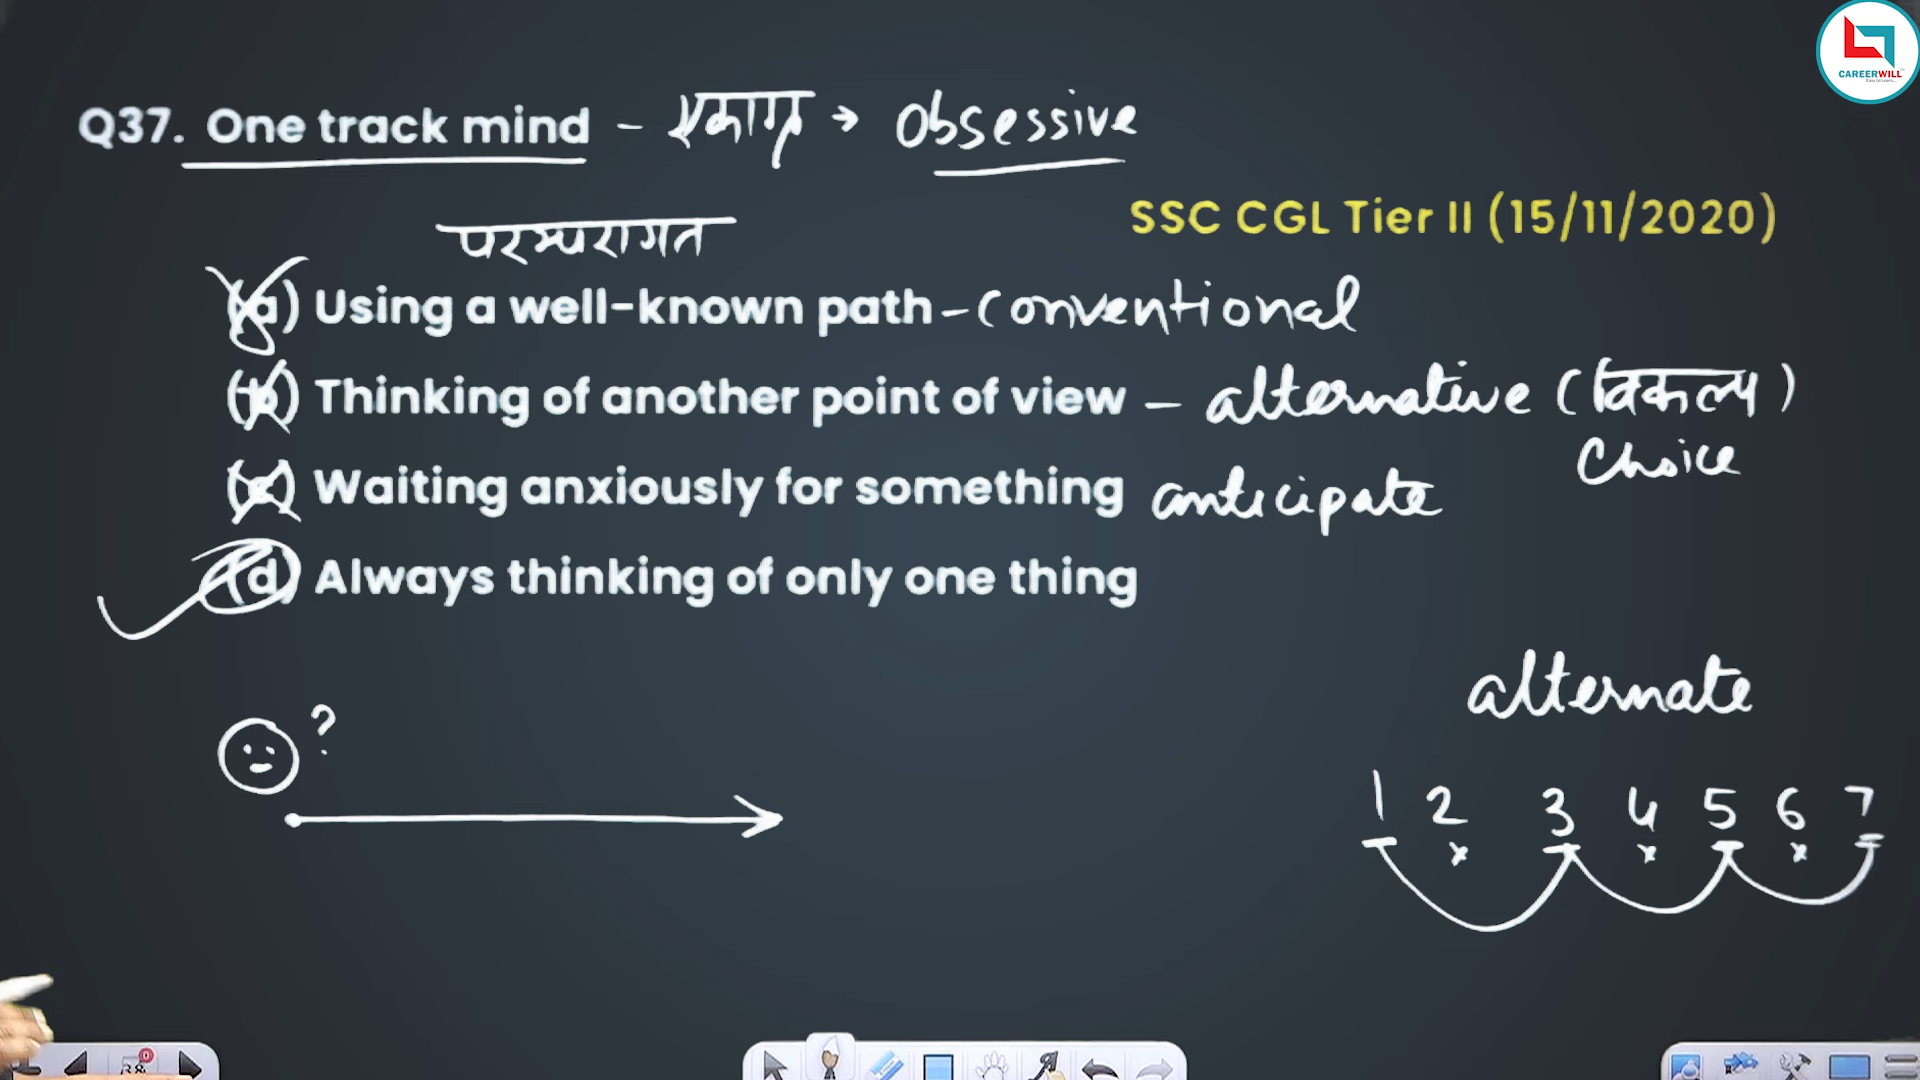 CAREERWILL
Q37. One track mind - एकाग्र → Obsessive
SSC CGL Tier II (15/11/2020)
परम्परागत
(a) Using a well-known path - conventional
(b) Thinking of another point of view - alternative (विकल्प)
choice
(c) Waiting anxiously for something anticipate
(d) Always thinking of only one thing
alternate
?
1 2 3 4 5 6 7
x x x
38